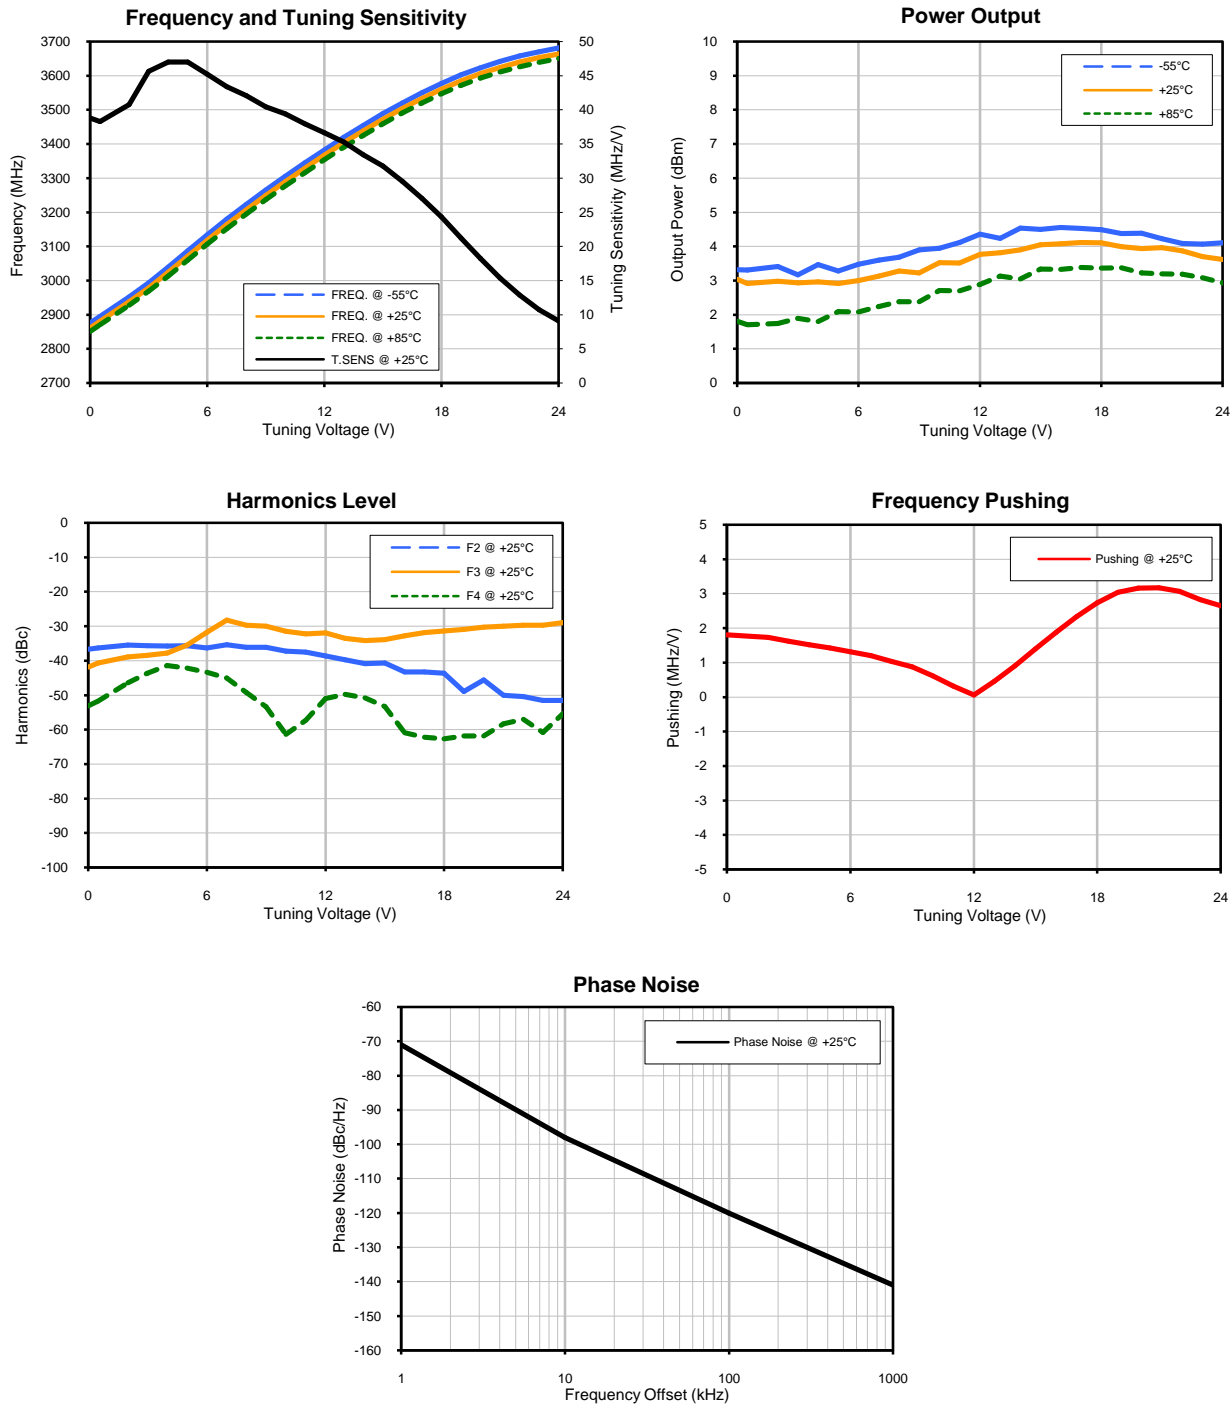 Frequency and Tuning Sensitivity
3700
3600
3500
3400
3300
3200
3100
3000
2900
2800
2700
Frequency (MHz)
50
45
40
35
30
25
20
15
10
5
0
Tuning Sensitivity (MHz/V)
FREQ. @ -55°C
FREQ. @ +25°C
FREQ. @ +85°C
T.SENS @ +25°C
0 6 12 18 24
Tuning Voltage (V)
Power Output
10
9
8
7
6
5
4
3
2
1
0
Output Power (dBm)
-55°C
+25°C
+85°C
0 6 12 18 24
Tuning Voltage (V)
Harmonics Level
0
-10
-20
-30
-40
-50
-60
-70
-80
-90
-100
Harmonics (dBc)
F2 @ +25°C
F3 @ +25°C
F4 @ +25°C
0 6 12 18 24
Tuning Voltage (V)
Frequency Pushing
5
4
3
2
1
0
-1
-2
-3
-4
-5
Pushing (MHz/V)
Pushing @ +25°C
0 6 12 18 24
Tuning Voltage (V)
Phase Noise
-60
-70
-80
-90
-100
-110
-120
-130
-140
-150
-160
Phase Noise (dBc/Hz)
Phase Noise @ +25°C
1 10 100 1000
Frequency Offset (kHz)